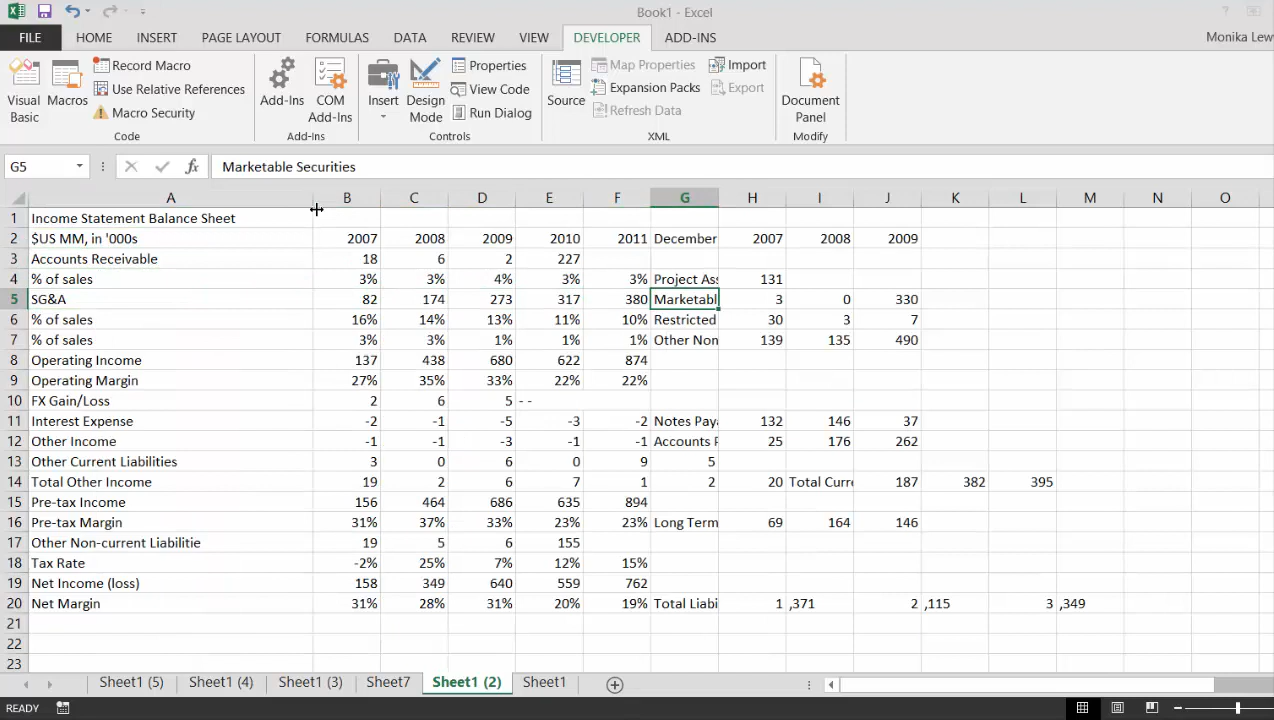 Book1 - Excel
FILE HOME INSERT PAGE LAYOUT FORMULAS DATA REVIEW VIEW DEVELOPER ADD-INS Monika Lew
Visual Basic
Macros
Record Macro
Use Relative References
Macro Security
Code
Add-Ins
COM Add-Ins
Add-Ins
Insert
Design Mode
Properties
View Code
Run Dialog
Controls
Source
Map Properties
Expansion Packs
Refresh Data
Import
Export
XML
Document Panel
Modify
G5 fx Marketable Securities
A B C D E F G H I J K L M N O
1 Income Statement Balance Sheet
2 $US MM, in '000s 2007 2008 2009 2010 2011 December 2007 2008 2009
3 Accounts Receivable 18 6 2 227
4 % of sales 3% 3% 4% 3% 3% Project Ass 131
5 SG&A 82 174 273 317 380 Marketabl 3 0 330
6 % of sales 16% 14% 13% 11% 10% Restricted 30 3 7
7 % of sales 3% 3% 1% 1% 1% Other Non 139 135 490
8 Operating Income 137 438 680 622 874
9 Operating Margin 27% 35% 33% 22% 22%
10 FX Gain/Loss 2 6 5 - -
11 Interest Expense -2 -1 -5 -3 -2 Notes Paya 132 146 37
12 Other Income -1 -1 -3 -1 -1 Accounts P 25 176 262
13 Other Current Liabilities 3 0 6 0 9 5
14 Total Other Income 19 2 6 7 1 2 20 Total Curre 187 382 395
15 Pre-tax Income 156 464 686 635 894
16 Pre-tax Margin 31% 37% 33% 23% 23% Long Term 69 164 146
17 Other Non-current Liabilitie 19 5 6 155
18 Tax Rate -2% 25% 7% 12% 15%
19 Net Income (loss) 158 349 640 559 762
20 Net Margin 31% 28% 31% 20% 19% Total Liabi 1 ,371 2 ,115 3 ,349
21
22
23
Sheet1 (5) Sheet1 (4) Sheet1 (3) Sheet7 Sheet1 (2) Sheet1
READY